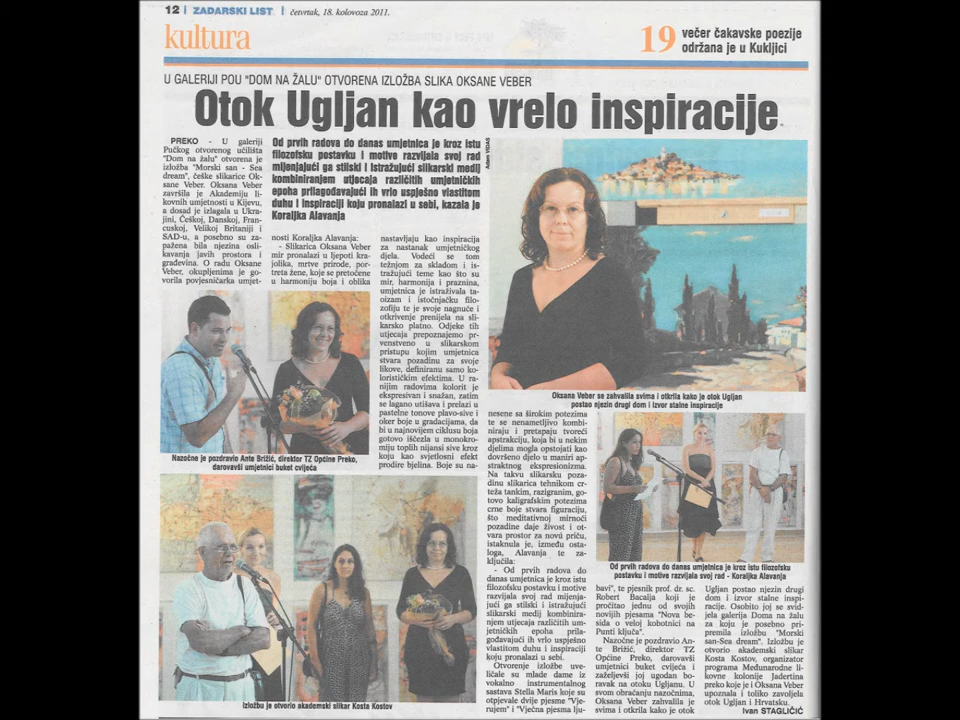 12 | ZADARSKI LIST | četvrtak, 18. kolovoza 2011.
kultura
19 večer čakavske poezije
održana je u Kukljici
U GALERIJI POU "DOM NA ŽALU" OTVORENA IZLOŽBA SLIKA OKSANE VEBER
Otok Ugljan kao vrelo inspiracije
PREKO - U galeriji
Pučkog otvorenog učilišta
"Dom na žalu" otvorena je
izložba "Morski san - Sea
dream", češke slikarice Ok-
sane Veber. Oksana Veber
završila je Akademiju li-
kovnih umjetnosti u Kijevu,
a dosad je izlagala u Ukra-
jini, Češkoj, Danskoj, Fran-
cuskoj, Velikoj Britaniji i
SAD-u, a posebno su za-
pažena bila njezina osli-
kavanja javih prostora i
građevina. O radu Oksane
Veber, okupljenima je go-
vorila povjesničarka umjet-
Od prvih radova do danas umjetnica je kroz istu
filozofsku postavku i motive razvijala svoj rad
mijenjajući ga stilski i istražujući slikarski medij
kombiniranjem utjecaja različitih umjetničkih
epoha prilagođavajući ih vrlo uspješno vlastitom
duhu i inspiraciji koju pronalazi u sebi, kazala je
Koraljka Alavanja
nosti Koraljka Alavanja:
- Slikarica Oksana Veber
mir pronalazi u ljepoti kra-
jolika, mrtve prirode, por-
treta žene, koje se pretočene
u harmoniju boja i oblika
nastavljaju kao inspiracija
za nastanak umjetničkog
djela. Vodeći se tom
težnjom za skladom i is-
tražujući teme kao što su
mir, harmonija i praznina,
umjetnica je istraživala ta-
oizam i istočnjačku filo-
zofiju te je svoje nagnuće i
otkrivenje prenijela na sli-
karsko platno. Odjeke tih
utjecaja prepoznajemo pr-
venstveno u slikarskom
pristupu kojim umjetnica
stvara pozadinu za svoje
likove, definiranu samo ko-
lorističkim efektima. U ra-
nijim radovima kolorit je
ekspresivan i snažan, zatim
se lagano utišava i prelazi u
pastelne tonove plavo-sive i
oker boje u gradacijama, da
bi u najnovijem ciklusu boja
gotovo iščezla u monokro-
miju toplih nijansi sive kroz
koju kao svjetlosni efekt
prodire bjelina. Boje su na-
Adam VIDAS
Oksana Veber se zahvalila svima i otkrila kako je otok Ugljan
postao njezin drugi dom i izvor stalne inspiracije
Nazočne je pozdravio Ante Brižić, direktor TZ Općine Preko,
darovavši umjetnici buket cvijeća
nesene sa širokim potezima
te se nenametljivo kombi-
niraju i pretapaju tvoreći
apstrakciju, koja bi u nekim
djelima mogla opstojati kao
dovršeno djelo u maniri ap-
straktnog ekspresionizma.
Na takvu slikarsku poza-
dinu slikarica tehnikom cr-
teža tankim, razigranim, go-
tovo kaligrafskim potezima
crne boje stvara figuraciju,
što meditativnoj mirnoći
pozadine daje život i ot-
vara prostor za novu priču,
istaknula je, između osta-
loga, Alavanja te za-
ključila:
- Od prvih radova do da-
nas umjetnica je kroz istu
filozofsku postavku i motive
razvijala svoj rad mijenjaj-
ući ga stilski i istražujući
slikarski medij kombinira-
njem utjecaja različitih um-
jetničkih epoha prila-
gođavajući ih vrlo uspješno
vlastitom duhu i inspiraciji
koju pronalazi u sebi.
Otvorenje izložbe uve-
ličale su mlade dame iz
vokalno instrumentalnog
sastava Stella Maris koje su
otpjevale dvije pjesme "Vje-
rujem" i "Vječna pjesma lju-
Od prvih radova do danas umjetnica je kroz istu filozofsku
postavku i motive razvijala svoj rad - Koraljka Alavanja
bavi", te pjesnik prof. dr. sc.
Robert Bacalja koji je
pročitao jednu od svojih
novijih pjesama "Nova be-
sida o veloj kobotnici na
Punti ključa".
Nazočne je pozdravio An-
te Brižić, direktor TZ
Općine Preko, darovavši
umjetnici buket cvijeća i
zaželjevši joj ugodan bo-
ravak na otoku Ugljanu. U
svom obraćanju nazočnima,
Oksana Veber zahvalila je
svima i otkrila kako je otok
Ugljan postao njezin drugi
dom i izvor stalne inspi-
racije. Osobito joj se svid-
jela galerija Doma na žalu
za koju je posebno pri-
premila izložbu "Morski
san-Sea dream". Izložbu je
otvorio akademski slikar
Kosta Kostov, organizator
programa Međunarodne li-
kovne kolonije Jadertina
preko koje je i Oksana Veber
upoznala i toliko zavoljela
otok Ugljan i Hrvatsku.
Ivan STAGLIČIĆ
Izložbu je otvorio akademski slikar Kosta Kostov